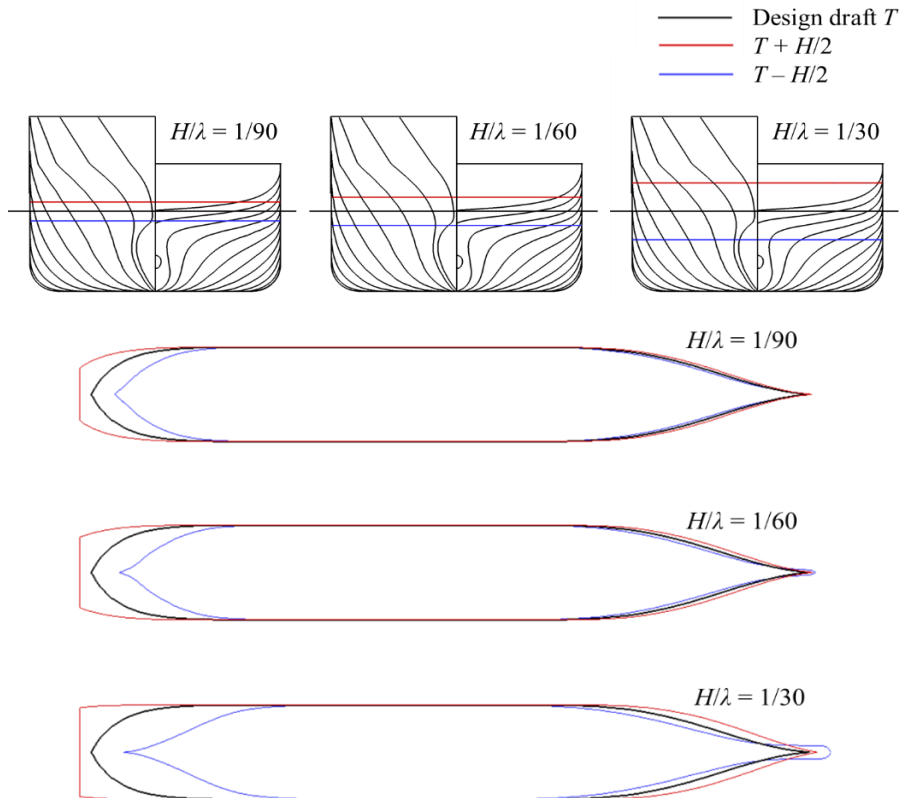 Design draft T
T + H/2
T – H/2
H/λ = 1/90
H/λ = 1/60
H/λ = 1/30
H/λ = 1/90
H/λ = 1/60
H/λ = 1/30